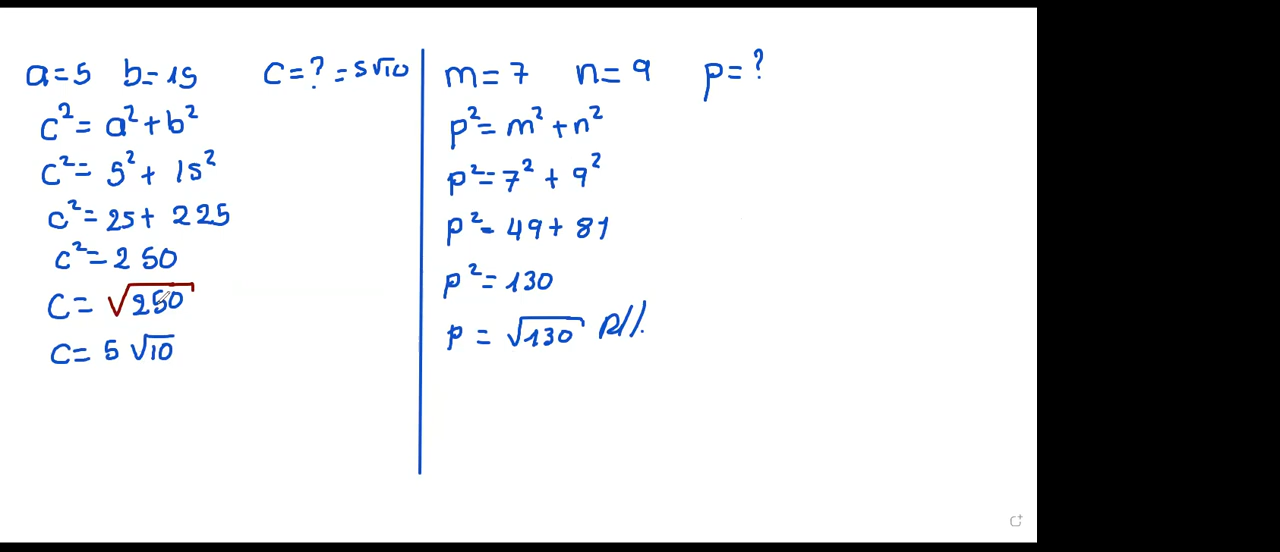 a=5 b=15 c=?=5√10
c²=a²+b²
c²=5²+15²
c²=25+225
c²=250
c=√250
c=5√10
m=7 n=9 p=?
p²=m²+n²
p²=7²+9²
p²=49+81
p²=130
p=√130 R//.